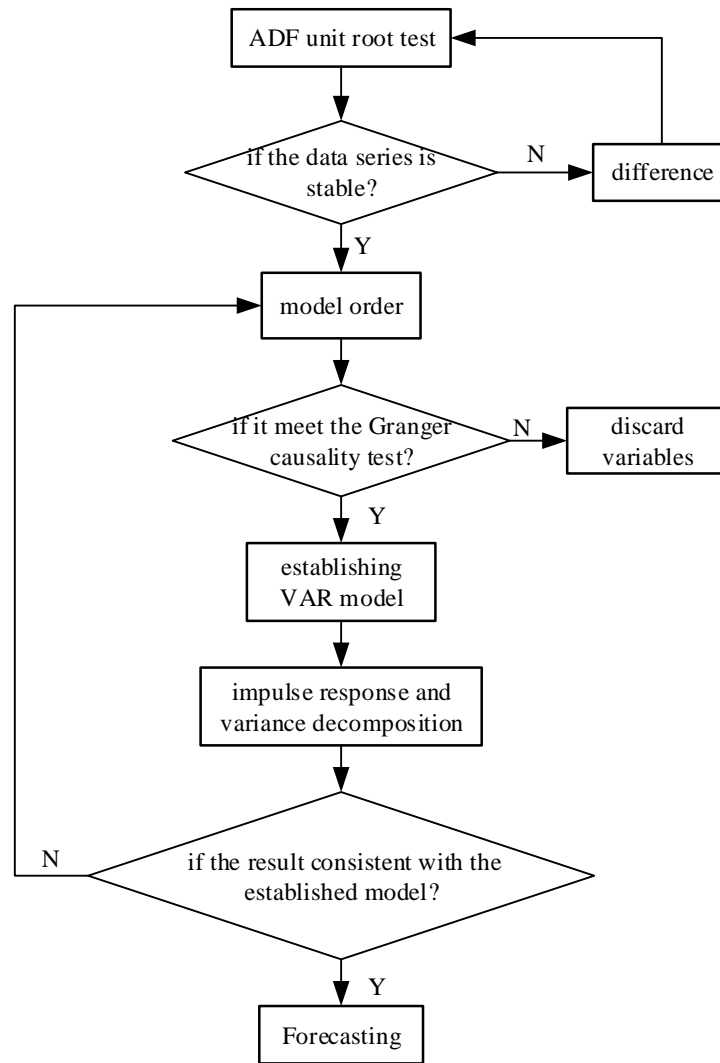 ADF unit root test
if the data series is
stable?
N
difference
Y
model order
if it meet the Granger
causality test?
N
discard
variables
Y
establishing
VAR model
impulse response and
variance decomposition
N
if the result consistent with the
established model?
Y
Forecasting